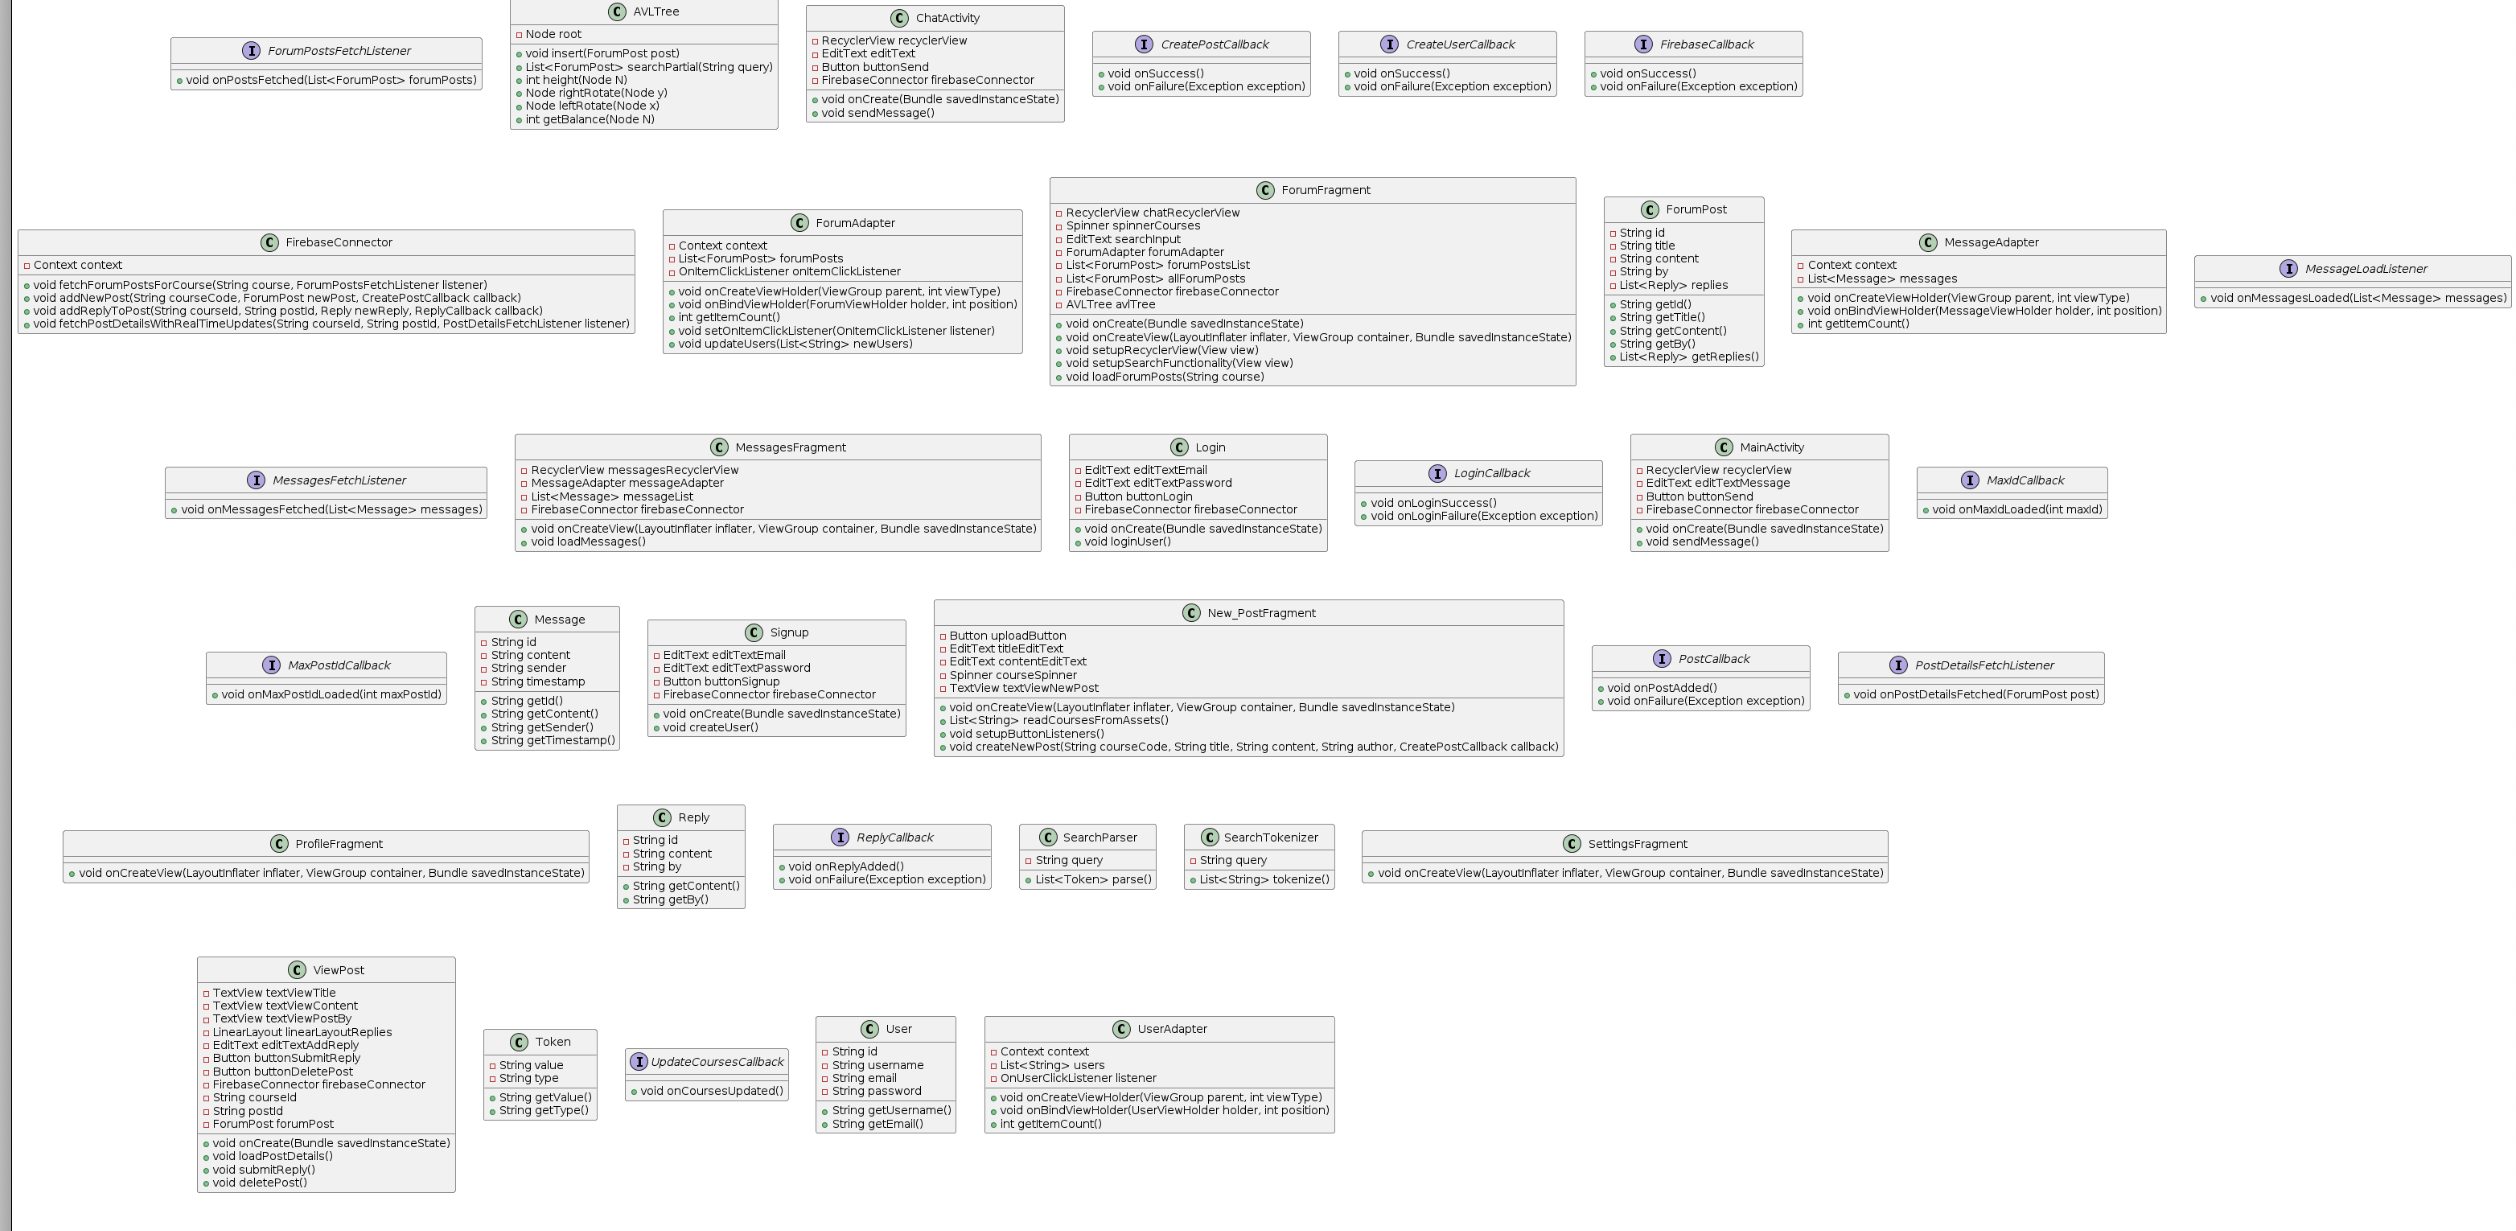 I ForumPostsFetchListener
void onPostsFetched(List<ForumPost> forumPosts)
C AVLTree
Node root
void insert(ForumPost post)
List<ForumPost> searchPartial(String query)
int height(Node N)
Node rightRotate(Node y)
Node leftRotate(Node x)
int getBalance(Node N)
C ChatActivity
RecyclerView recyclerView
EditText editText
Button buttonSend
FirebaseConnector firebaseConnector
void onCreate(Bundle savedInstanceState)
void sendMessage()
I CreatePostCallback
void onSuccess()
void onFailure(Exception exception)
I CreateUserCallback
void onSuccess()
void onFailure(Exception exception)
I FirebaseCallback
void onSuccess()
void onFailure(Exception exception)
C FirebaseConnector
Context context
void fetchForumPostsForCourse(String course, ForumPostsFetchListener listener)
void addNewPost(String courseCode, ForumPost newPost, CreatePostCallback callback)
void addReplyToPost(String courseId, String postId, Reply newReply, ReplyCallback callback)
void fetchPostDetailsWithRealTimeUpdates(String courseId, String postId, PostDetailsFetchListener listener)
C ForumAdapter
Context context
List<ForumPost> forumPosts
OnItemClickListener onItemClickListener
void onCreateViewHolder(ViewGroup parent, int viewType)
void onBindViewHolder(ForumViewHolder holder, int position)
int getItemCount()
void setOnItemClickListener(OnItemClickListener listener)
void updateUsers(List<String> newUsers)
C ForumFragment
RecyclerView chatRecyclerView
Spinner spinnerCourses
EditText searchInput
ForumAdapter forumAdapter
List<ForumPost> forumPostsList
List<ForumPost> allForumPosts
FirebaseConnector firebaseConnector
AVLTree avlTree
void onCreate(Bundle savedInstanceState)
void onCreateView(LayoutInflater inflater, ViewGroup container, Bundle savedInstanceState)
void setupRecyclerView(View view)
void setupSearchFunctionality(View view)
void loadForumPosts(String course)
C ForumPost
String id
String title
String content
String by
List<Reply> replies
String getId()
String getTitle()
String getContent()
String getBy()
List<Reply> getReplies()
C MessageAdapter
Context context
List<Message> messages
void onCreateViewHolder(ViewGroup parent, int viewType)
void onBindViewHolder(MessageViewHolder holder, int position)
int getItemCount()
I MessageLoadListener
void onMessagesLoaded(List<Message> messages)
I MessagesFetchListener
void onMessagesFetched(List<Message> messages)
C MessagesFragment
RecyclerView messagesRecyclerView
MessageAdapter messageAdapter
List<Message> messageList
FirebaseConnector firebaseConnector
void onCreateView(LayoutInflater inflater, ViewGroup container, Bundle savedInstanceState)
void loadMessages()
C Login
EditText editTextEmail
EditText editTextPassword
Button buttonLogin
FirebaseConnector firebaseConnector
void onCreate(Bundle savedInstanceState)
void loginUser()
I LoginCallback
void onLoginSuccess()
void onLoginFailure(Exception exception)
C MainActivity
RecyclerView recyclerView
EditText editTextMessage
Button buttonSend
FirebaseConnector firebaseConnector
void onCreate(Bundle savedInstanceState)
void sendMessage()
I MaxIdCallback
void onMaxIdLoaded(int maxId)
I MaxPostIdCallback
void onMaxPostIdLoaded(int maxPostId)
C Message
String id
String content
String sender
String timestamp
String getId()
String getContent()
String getSender()
String getTimestamp()
C Signup
EditText editTextEmail
EditText editTextPassword
Button buttonSignup
FirebaseConnector firebaseConnector
void onCreate(Bundle savedInstanceState)
void createUser()
C New_PostFragment
Button uploadButton
EditText titleEditText
EditText contentEditText
Spinner courseSpinner
TextView textViewNewPost
void onCreateView(LayoutInflater inflater, ViewGroup container, Bundle savedInstanceState)
List<String> readCoursesFromAssets()
void setupButtonListeners()
void createNewPost(String courseCode, String title, String content, String author, CreatePostCallback callback)
I PostCallback
void onPostAdded()
void onFailure(Exception exception)
I PostDetailsFetchListener
void onPostDetailsFetched(ForumPost post)
C ProfileFragment
void onCreateView(LayoutInflater inflater, ViewGroup container, Bundle savedInstanceState)
C Reply
String id
String content
String by
String getContent()
String getBy()
I ReplyCallback
void onReplyAdded()
void onFailure(Exception exception)
C SearchParser
String query
List<Token> parse()
C SearchTokenizer
String query
List<String> tokenize()
C SettingsFragment
void onCreateView(LayoutInflater inflater, ViewGroup container, Bundle savedInstanceState)
C ViewPost
TextView textViewTitle
TextView textViewContent
TextView textViewPostBy
LinearLayout linearLayoutReplies
EditText editTextAddReply
Button buttonSubmitReply
Button buttonDeletePost
FirebaseConnector firebaseConnector
String courseId
String postId
ForumPost forumPost
void onCreate(Bundle savedInstanceState)
void loadPostDetails()
void submitReply()
void deletePost()
C Token
String value
String type
String getValue()
String getType()
I UpdateCoursesCallback
void onCoursesUpdated()
C User
String id
String username
String email
String password
String getUsername()
String getEmail()
C UserAdapter
Context context
List<String> users
OnUserClickListener listener
void onCreateViewHolder(ViewGroup parent, int viewType)
void onBindViewHolder(UserViewHolder holder, int position)
int getItemCount()